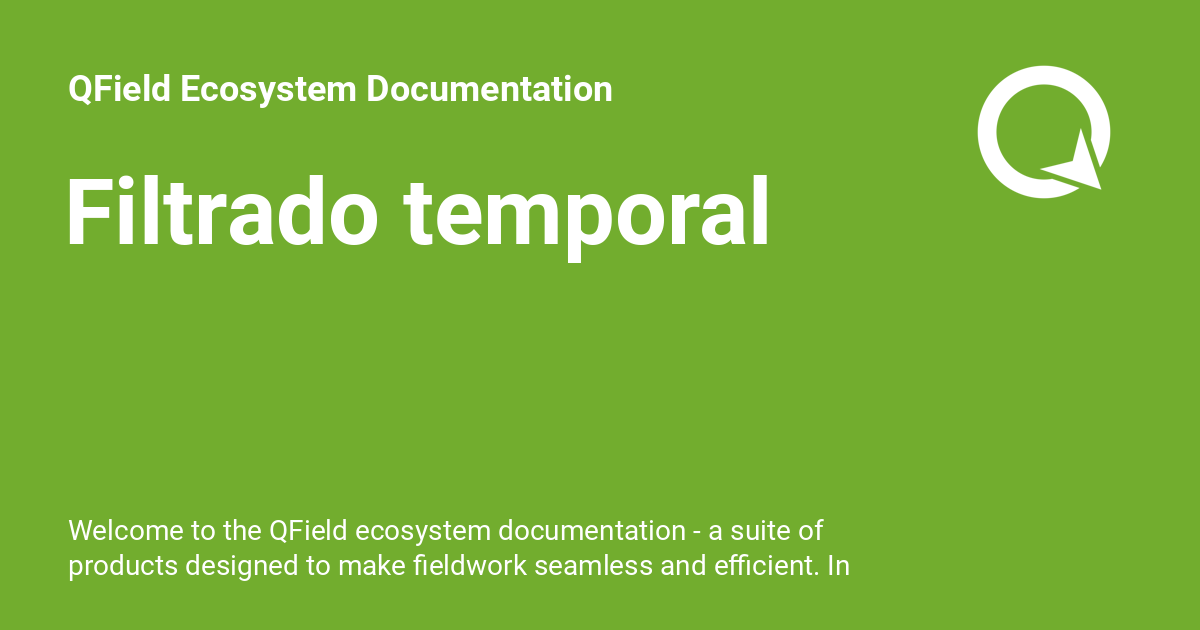 QField Ecosystem Documentation
Filtrado temporal
Welcome to the QField ecosystem documentation - a suite of
products designed to make fieldwork seamless and efficient. In